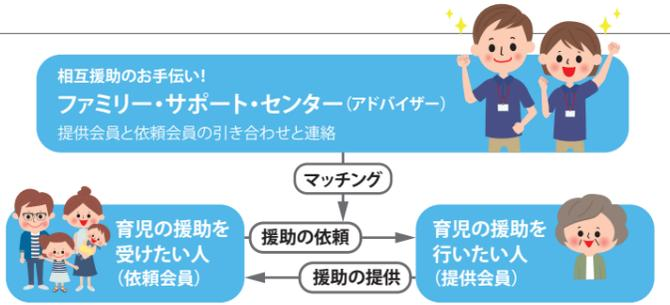 相互援助のお手伝い!
ファミリー・サポート・センター(アドバイザー)
提供会員と依頼会員の引き合わせと連絡
マッチング
育児の援助を
受けたい人
(依頼会員)
援助の依頼
援助の提供
育児の援助を
行いたい人
(提供会員)